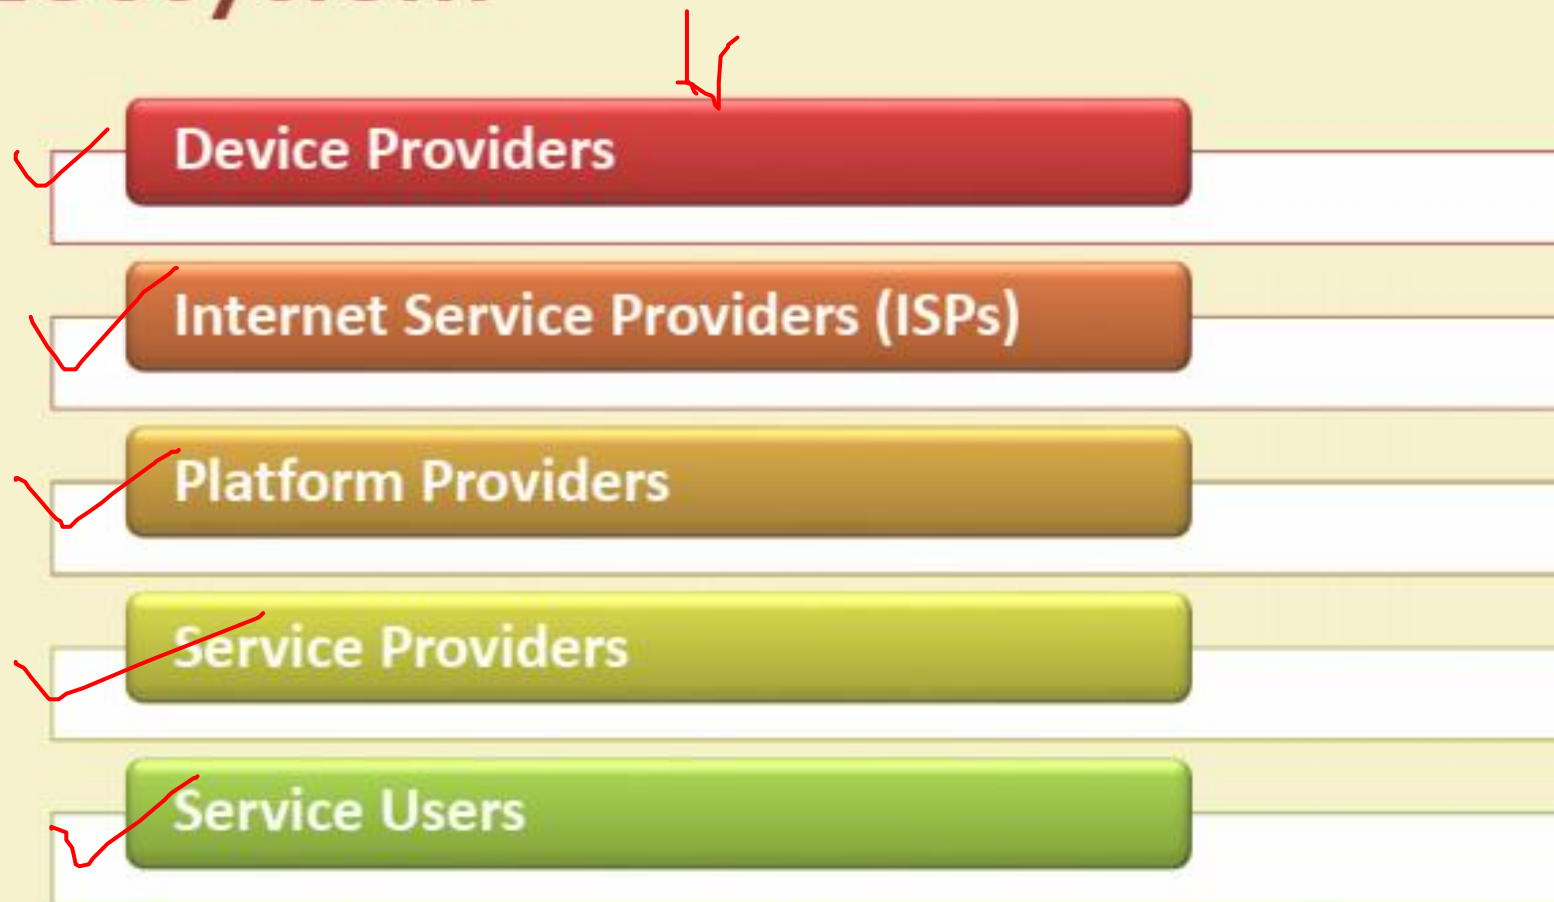 Device Providers
Internet Service Providers (ISPs)
Platform Providers
Service Providers
Service Users